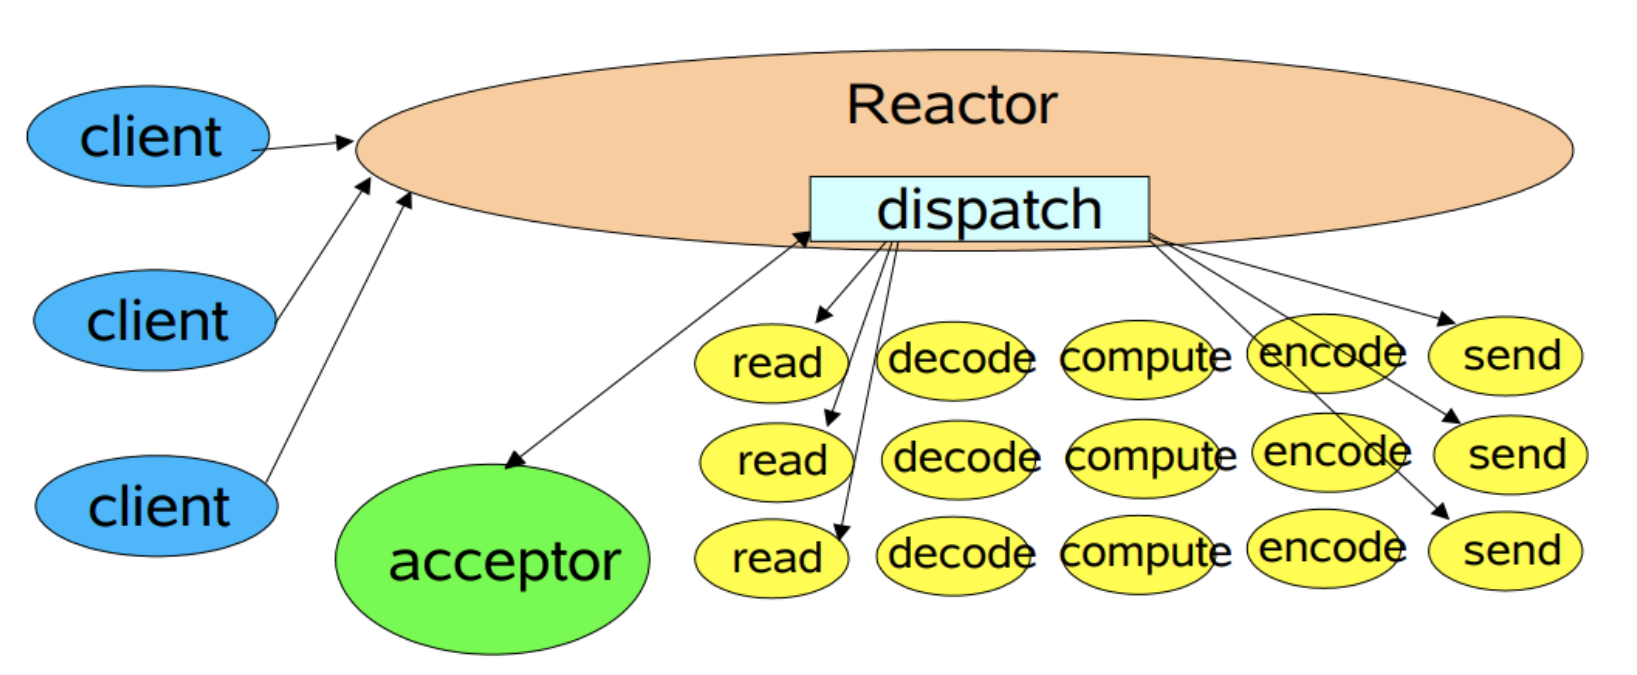 Reactor
client
dispatch
client
read decode compute encode send
read decode compute encode send
client
acceptor
read decode compute encode send